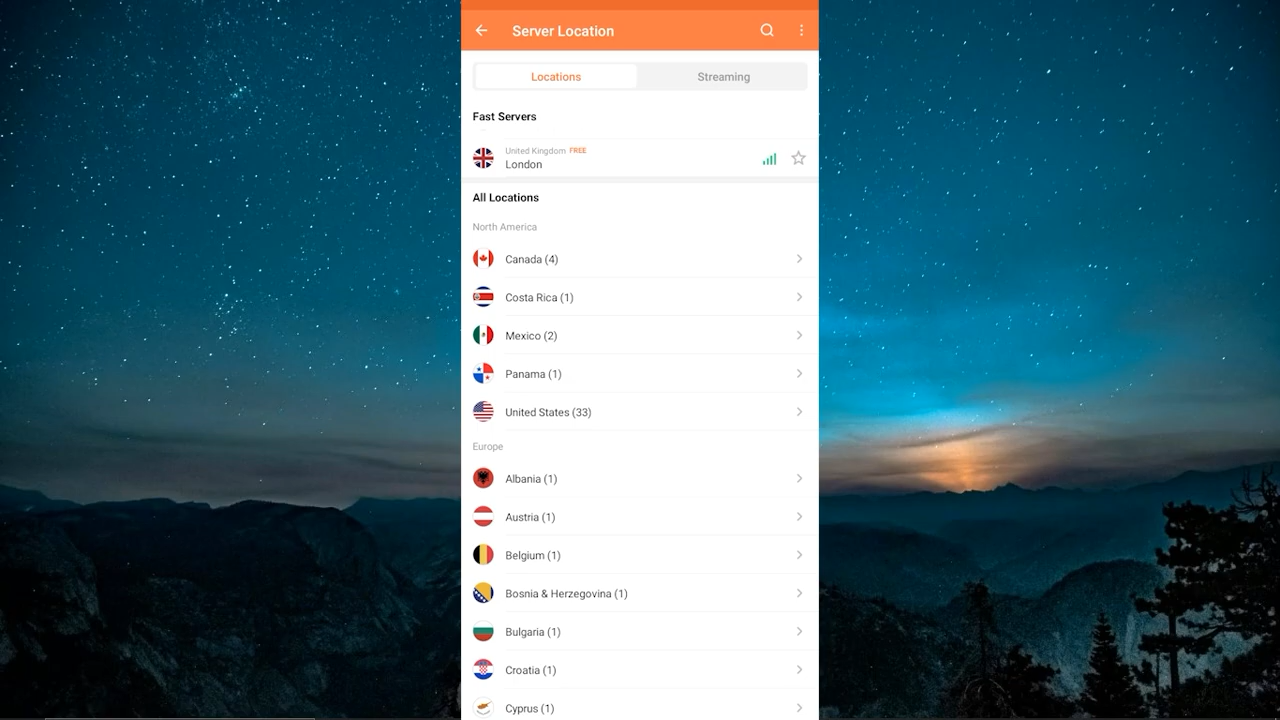 Server Location
Locations
Streaming
Fast Servers
United Kingdom FREE
London
All Locations
North America
Canada (4)
Costa Rica (1)
Mexico (2)
Panama (1)
United States (33)
Europe
Albania (1)
Austria (1)
Belgium (1)
Bosnia & Herzegovina (1)
Bulgaria (1)
Croatia (1)
Cyprus (1)